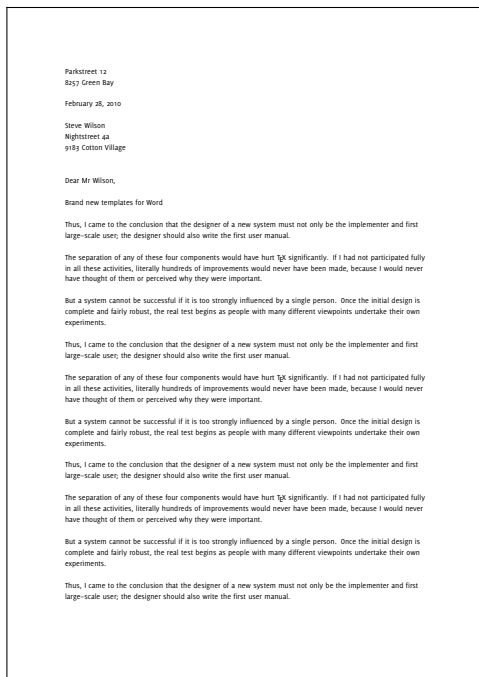 Parkstreet 12
8257 Green Bay
February 28, 2010
Steve Wilson
Nightstreet 4a
9183 Cotton Village
Dear Mr Wilson,
Brand new templates for Word
Thus, I came to the conclusion that the designer of a new system must not only be the implementer and first
large–scale user; the designer should also write the first user manual.
The separation of any of these four components would have hurt TEX significantly. If I had not participated fully
in all these activities, literally hundreds of improvements would never have been made, because I would never
have thought of them or perceived why they were important.
But a system cannot be successful if it is too strongly influenced by a single person. Once the initial design is
complete and fairly robust, the real test begins as people with many different viewpoints undertake their own
experiments.
Thus, I came to the conclusion that the designer of a new system must not only be the implementer and first
large–scale user; the designer should also write the first user manual.
The separation of any of these four components would have hurt TEX significantly. If I had not participated fully
in all these activities, literally hundreds of improvements would never have been made, because I would never
have thought of them or perceived why they were important.
But a system cannot be successful if it is too strongly influenced by a single person. Once the initial design is
complete and fairly robust, the real test begins as people with many different viewpoints undertake their own
experiments.
Thus, I came to the conclusion that the designer of a new system must not only be the implementer and first
large–scale user; the designer should also write the first user manual.
The separation of any of these four components would have hurt TEX significantly. If I had not participated fully
in all these activities, literally hundreds of improvements would never have been made, because I would never
have thought of them or perceived why they were important.
But a system cannot be successful if it is too strongly influenced by a single person. Once the initial design is
complete and fairly robust, the real test begins as people with many different viewpoints undertake their own
experiments.
Thus, I came to the conclusion that the designer of a new system must not only be the implementer and first
large–scale user; the designer should also write the first user manual.